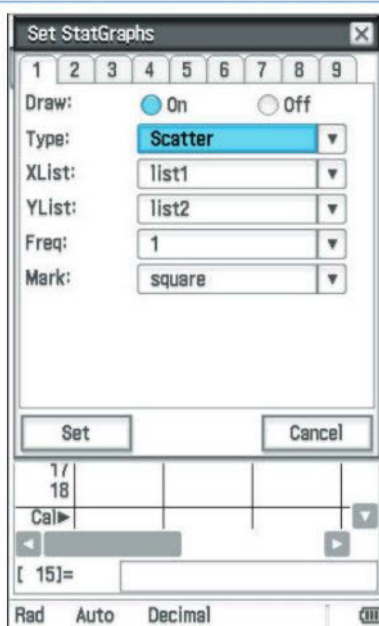 Set StatGraphs
1 2 3 4 5 6 7 8 9
Draw: On Off
Type: Scatter
XList: list1
YList: list2
Freq: 1
Mark: square
Set Cancel
17
18
Cal
[ 15]=
Rad Auto Decimal